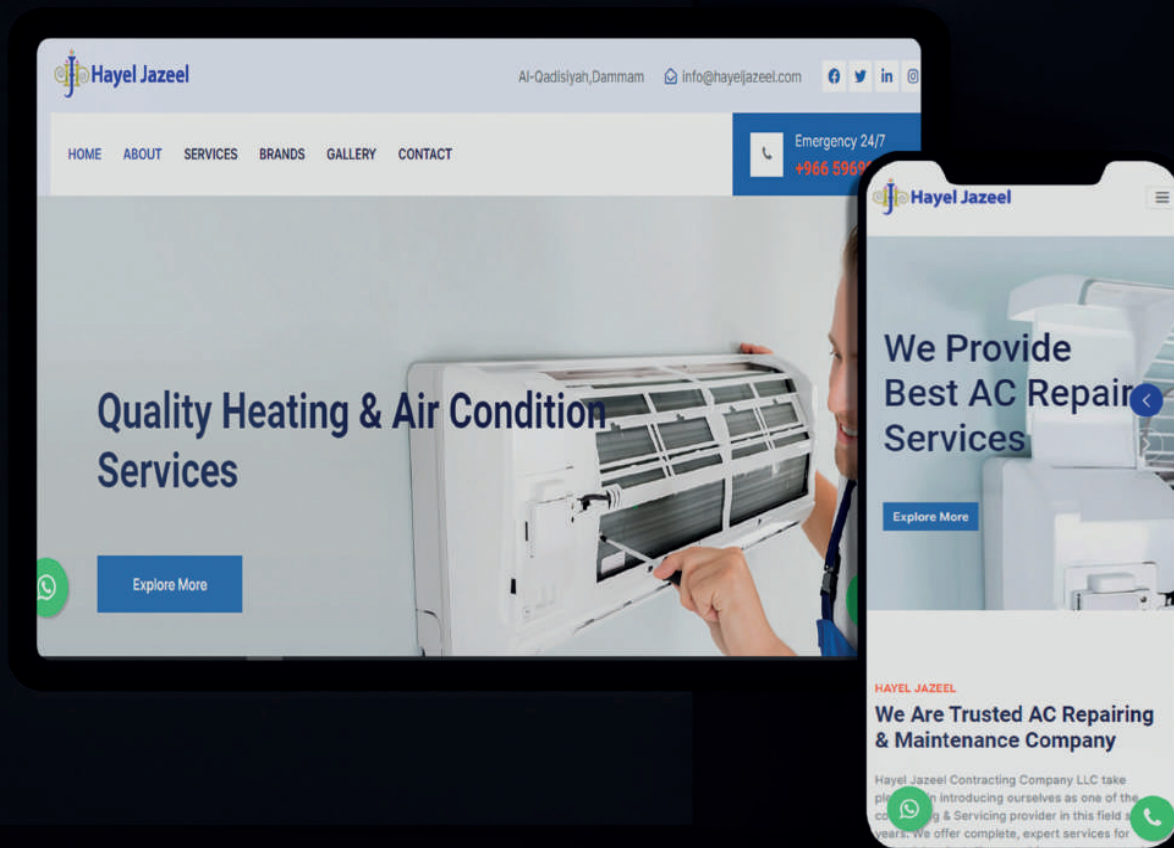 Hayel Jazeel
Al-Qadisiyah,Dammam
info@hayeljazeel.com
HOME ABOUT SERVICES BRANDS GALLERY CONTACT
Emergency 24/7
+966
Quality Heating & Air Condition
Services
Explore More
Hayel Jazeel
We Provide
Best AC Repair
Services
Explore More
HAYEL JAZEEL
We Are Trusted AC Repairing
& Maintenance Company
Hayel Jazeel Contracting Company LLC take
introducing ourselves as one of the
& Servicing provider in this field
years. We offer complete, expert services for